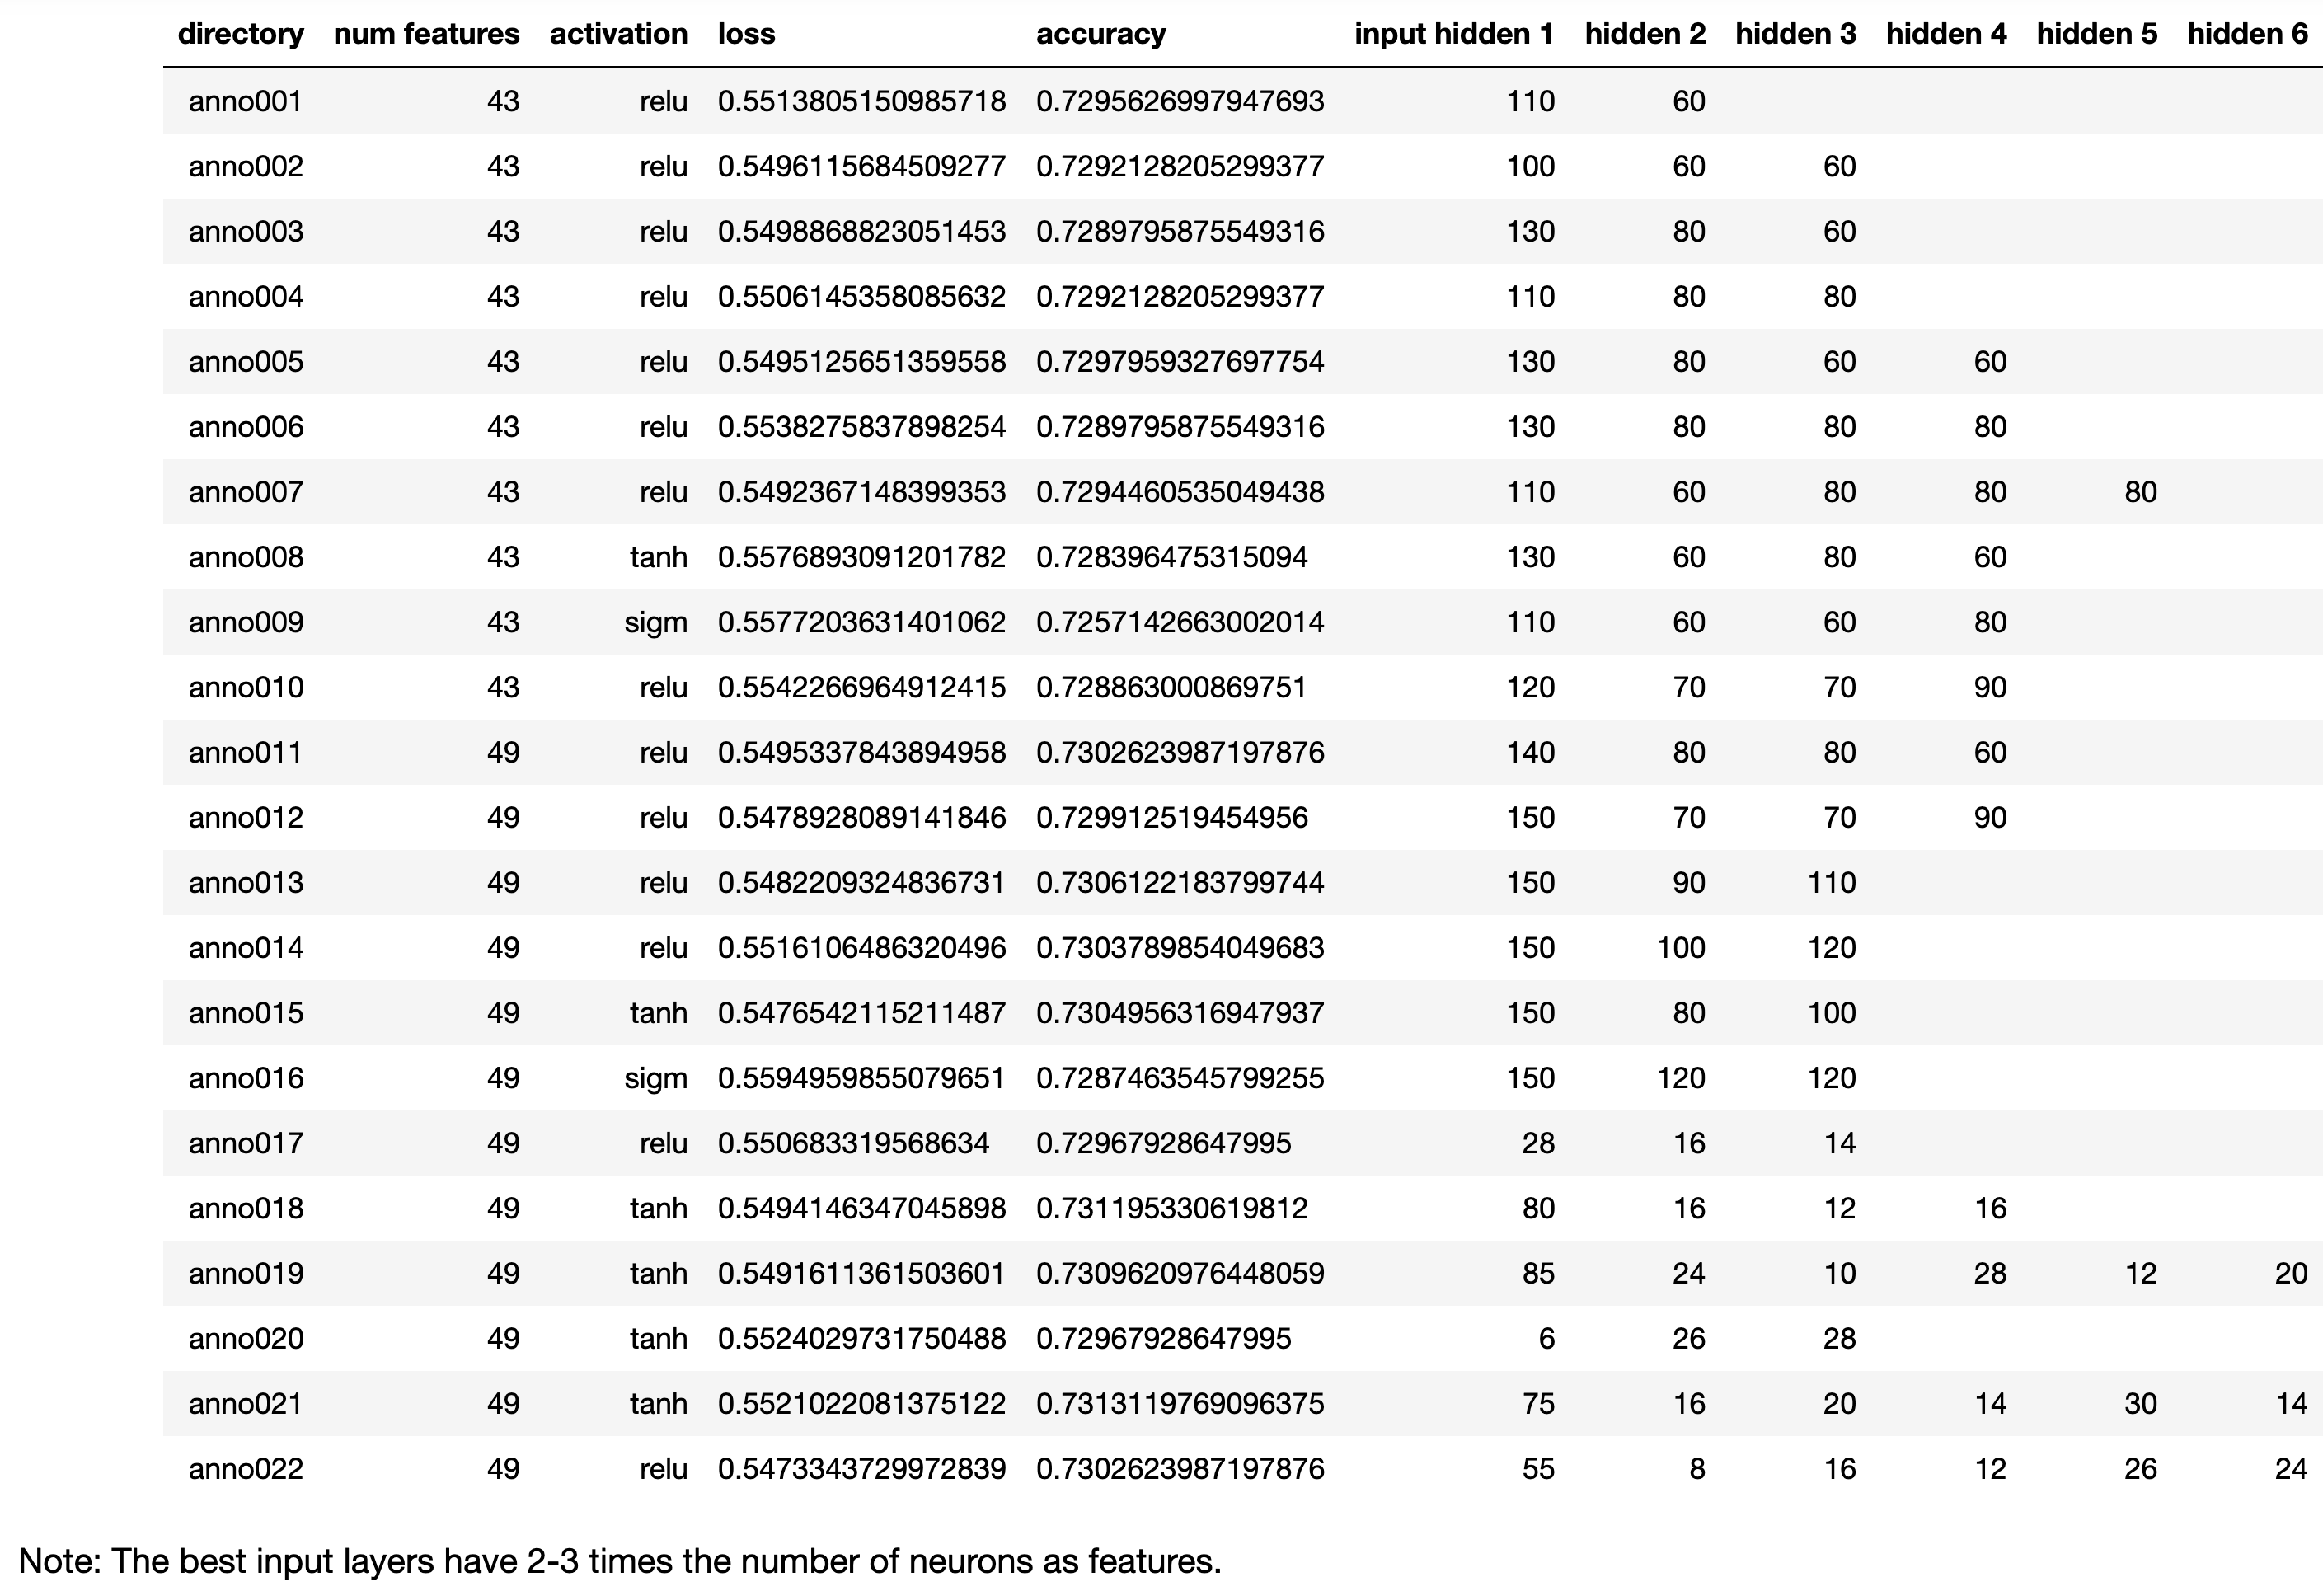 directory num features activation loss accuracy input hidden 1 hidden 2 hidden 3 hidden 4 hidden 5 hidden 6
anno001 43 relu 0.5513805150985718 0.7295626997947693 110 60
anno002 43 relu 0.5496115684509277 0.7292128205299377 100 60 60
anno003 43 relu 0.5498868823051453 0.7289795875549316 130 80 60
anno004 43 relu 0.5506145358085632 0.7292128205299377 110 80 80
anno005 43 relu 0.5495125651359558 0.7297959327697754 130 80 60 60
anno006 43 relu 0.5538275837898254 0.7289795875549316 130 80 80 80
anno007 43 relu 0.5492367148399353 0.7294460535049438 110 60 80 80 80
anno008 43 tanh 0.5576893091201782 0.728396475315094 130 60 80 60
anno009 43 sigm 0.5577203631401062 0.7257142663002014 110 60 60 80
anno010 43 relu 0.5542266964912415 0.728863000869751 120 70 70 90
anno011 49 relu 0.5495337843894958 0.7302623987197876 140 80 80 60
anno012 49 relu 0.5478928089141846 0.729912519454956 150 70 70 90
anno013 49 relu 0.5482209324836731 0.7306122183799744 150 90 110
anno014 49 relu 0.5516106486320496 0.7303789854049683 150 100 120
anno015 49 tanh 0.5476542115211487 0.7304956316947937 150 80 100
anno016 49 sigm 0.5594959855079651 0.7287463545799255 150 120 120
anno017 49 relu 0.550683319568634 0.72967928647995 28 16 14
anno018 49 tanh 0.5494146347045898 0.731195330619812 80 16 12 16
anno019 49 tanh 0.5491611361503601 0.7309620976448059 85 24 10 28 12 20
anno020 49 tanh 0.5524029731750488 0.72967928647995 6 26 28
anno021 49 tanh 0.5521022081375122 0.7313119769096375 75 16 20 14 30 14
anno022 49 relu 0.5473343729972839 0.7302623987197876 55 8 16 12 26 24
Note: The best input layers have 2-3 times the number of neurons as features.